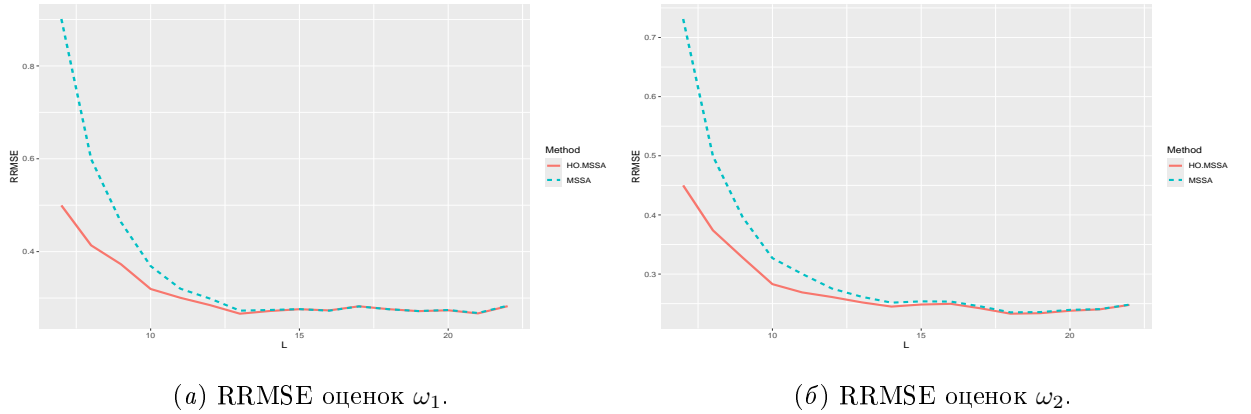 RRMSE
0.8
0.6
0.4
10
15
20
L
Method
HO.MSSA
MSSA
(а) RRMSE оценок ω₁.
RRMSE
0.7
0.6
0.5
0.4
0.3
10
15
20
L
Method
HO.MSSA
MSSA
(б) RRMSE оценок ω₂.